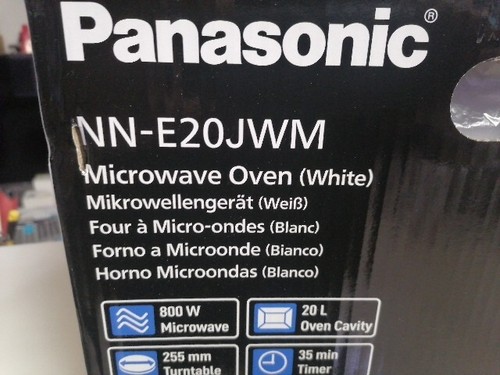 Panasonic®
NN-E20JWM
Microwave Oven (White)
Mikrowellengerät (Weiß)
Four à Micro-ondes (Blanc)
Forno a Microonde (Bianco)
Horno Microondas (Blanco)
800 W
Microwave
20 L
Oven Cavity
255 mm
Turntable
35 min
Timer